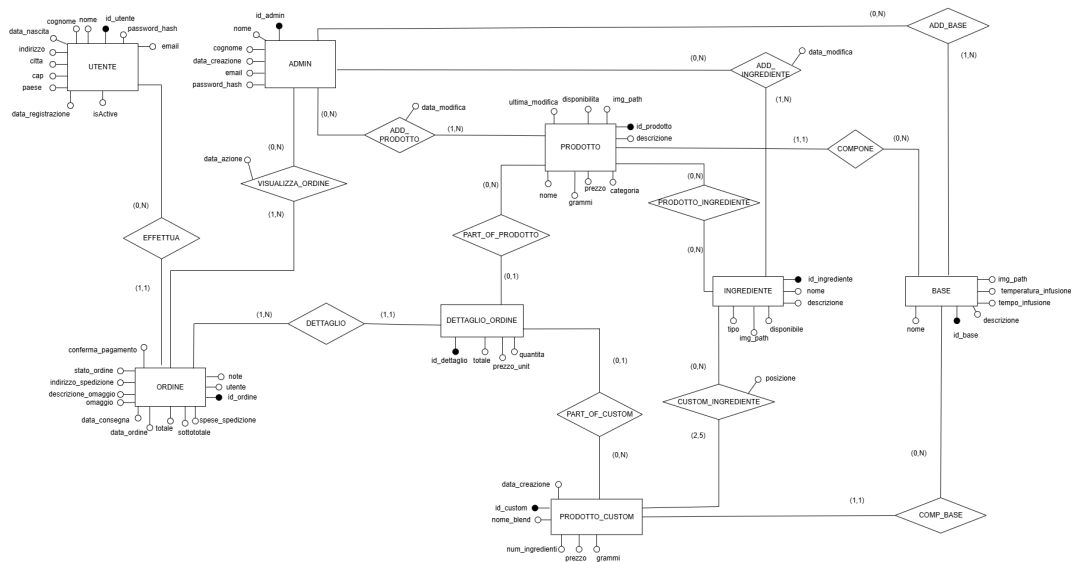 cognome
nome
id_utente
password_hash
data_nascita
email
indirizzo
citta
cap
paese
UTENTE
data_registrazione
isActive
id_admin
nome
cognome
data_creazione
email
password_hash
ADMIN
(0,N)
ADD_BASE
(1,N)
(0,N)
ADD_
INGREDIENTE
data_modifica
(1,N)
(0,N)
ADD_
PRODOTTO
data_modifica
(1,N)
ultima_modifica
disponibilita
img_path
id_prodotto
descrizione
PRODOTTO
nome
grammi
prezzo
categoria
(1,1)
COMPONE
(0,N)
data_azione
(0,N)
VISUALIZZA_ORDINE
(1,N)
(0,N)
EFFETTUA
(1,1)
(0,N)
PART_OF_PRODOTTO
(0,1)
(0,N)
PRODOTTO_INGREDIENTE
(0,N)
INGREDIENTE
id_ingrediente
nome
descrizione
tipo
img_path
disponibile
BASE
img_path
temperatura_infusione
tempo_infusione
descrizione
nome
id_base
(1,N)
DETTAGLIO
(1,1)
DETTAGLIO_ORDINE
id_dettaglio
totale
prezzo_unit
quantita
conferma_pagamento
stato_ordine
indirizzo_spedizione
descrizione_omaggio
omaggio
ORDINE
note
utente
id_ordine
data_consegna
data_ordine
totale
sottototale
spese_spedizione
(0,1)
PART_OF_CUSTOM
(0,N)
(0,N)
posizione
CUSTOM_INGREDIENTE
(2,5)
data_creazione
id_custom
nome_blend
PRODOTTO_CUSTOM
num_ingredienti
prezzo
grammi
(1,1)
COMP_BASE
(0,N)